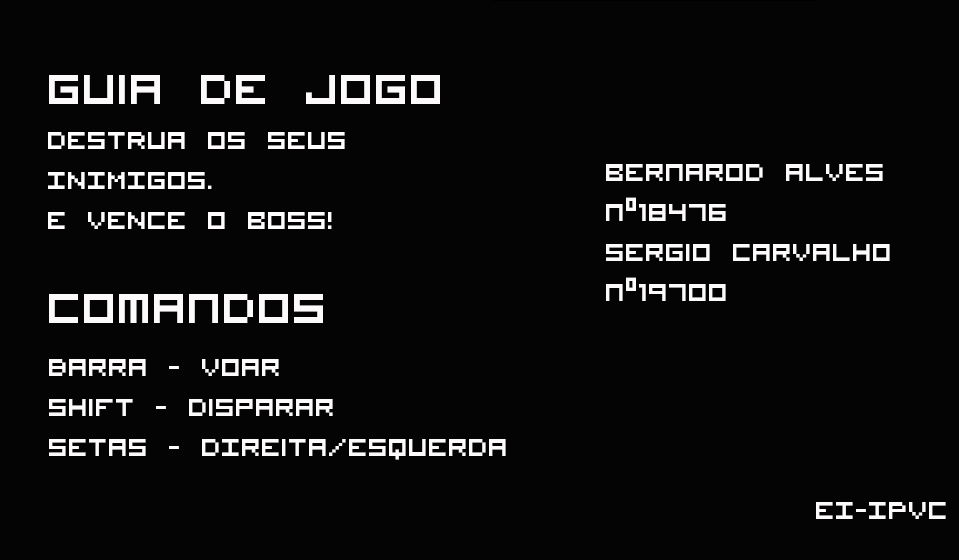 GUIA DE JOGO
DESTRUA OS SEUS
INIMIGOS.
E VENCE O BOSS!
COMANDOS
BARRA - VOAR
SHIFT - DISPARAR
SETAS - DIREITA/ESQUERDA
BERNAROD ALVES
Nº18476
SERGIO CARVALHO
Nº19700
EI-IPVC